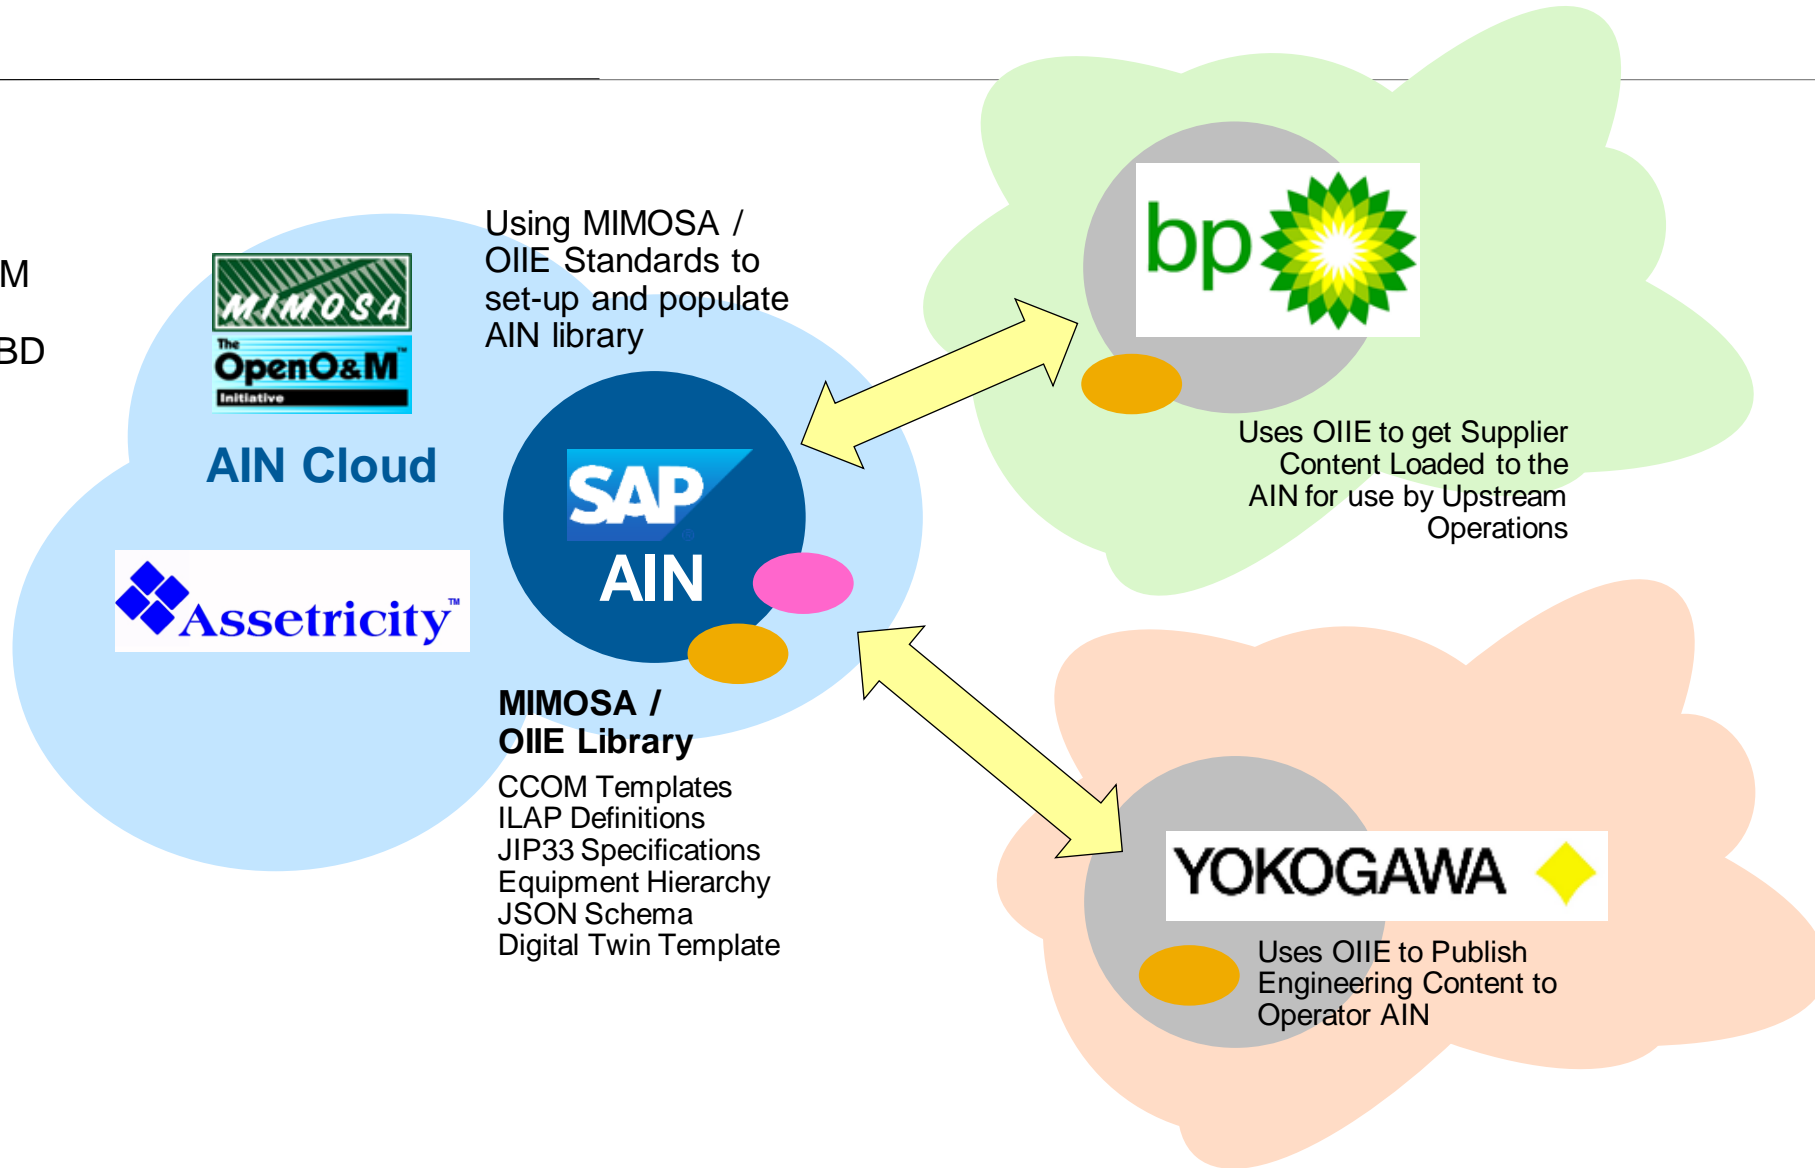 M
BD
MIMOSA
The
OpenO&M™
Initiative
AIN Cloud
Assetricity™
Using MIMOSA /
OIIE Standards to
set-up and populate
AIN library
SAP
®
AIN
MIMOSA /
OIIE Library
CCOM Templates
ILAP Definitions
JIP33 Specifications
Equipment Hierarchy
JSON Schema
Digital Twin Template
bp
Uses OIIE to get Supplier
Content Loaded to the
AIN for use by Upstream
Operations
YOKOGAWA
Uses OIIE to Publish
Engineering Content to
Operator AIN